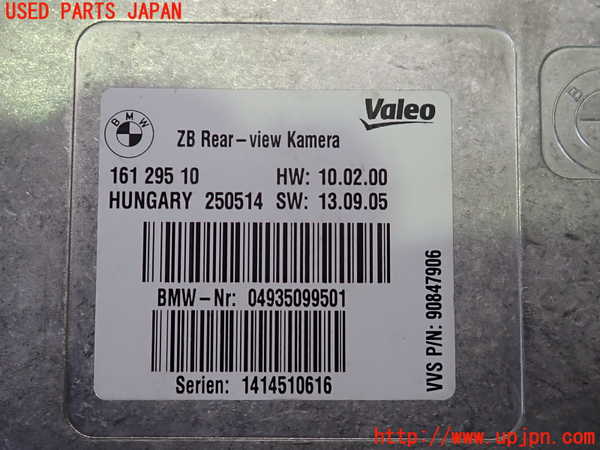 USED PARTS JAPAN
BMW
Valeo
ZB Rear-view Kamera
161 295 10 HW: 10.02.00
HUNGARY 250514 SW: 13.09.05
BMW-Nr: 04935099501
Serien: 1414510616
VVS P/N: 90847906
B
http://www.upjpn.com/